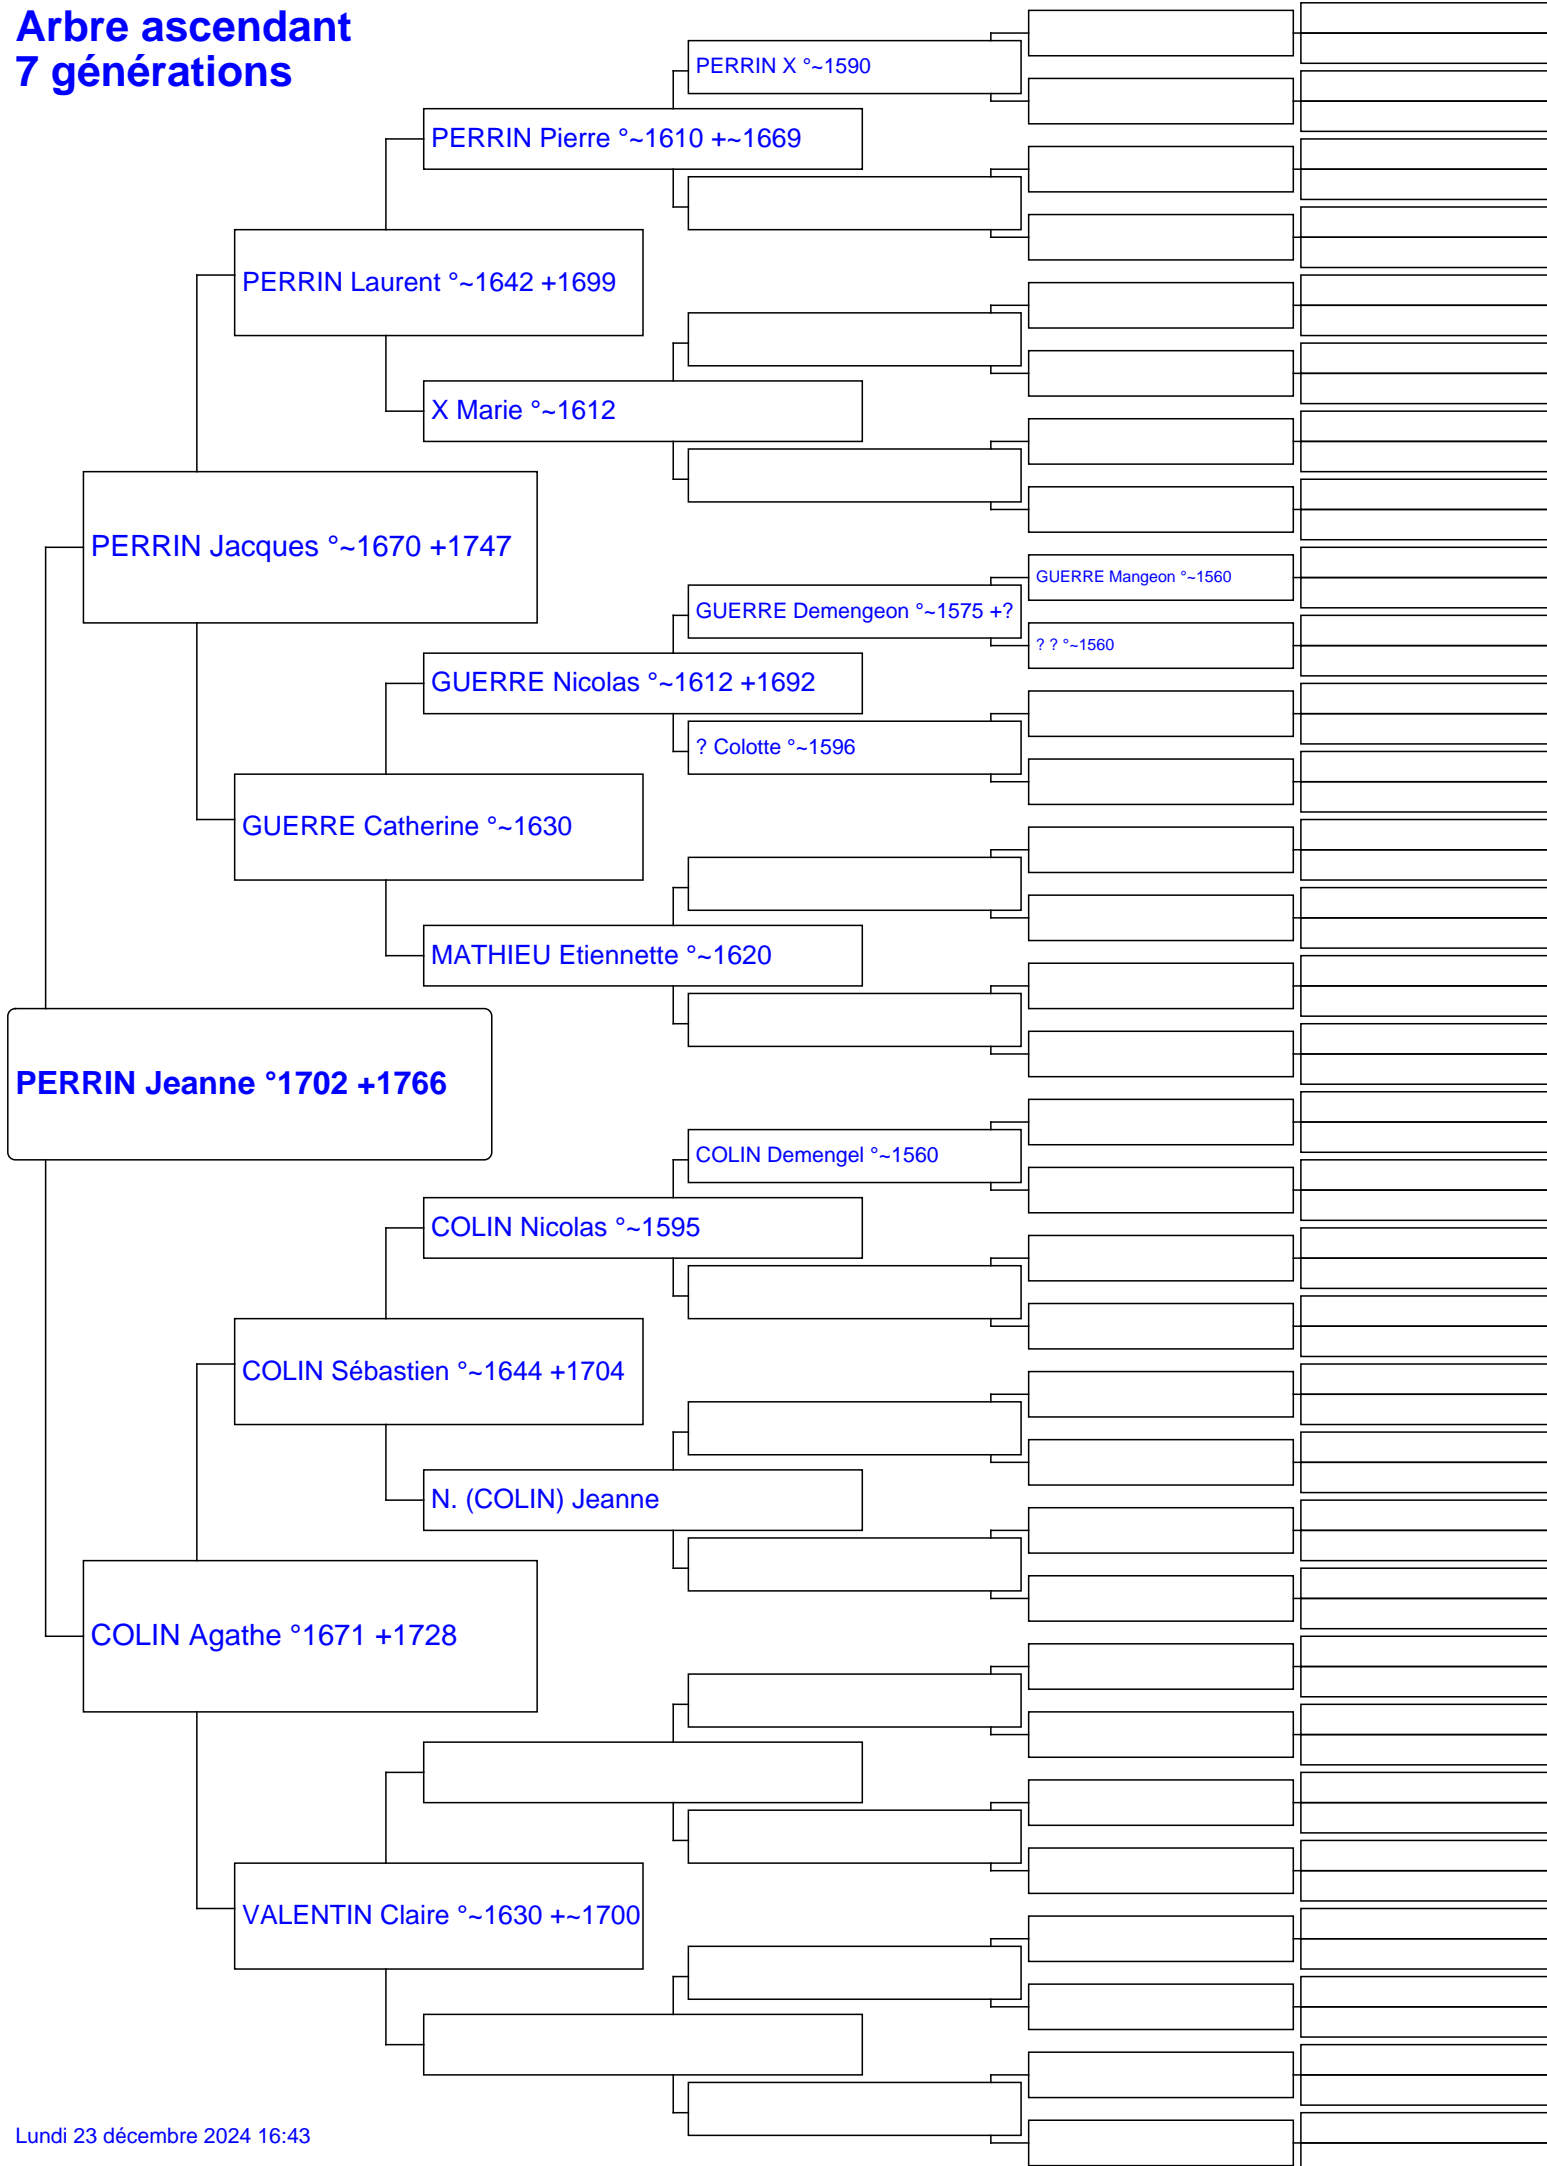 Arbre ascendant
7 générations
PERRIN X °~1590
PERRIN Pierre °~1610 +~1669
PERRIN Laurent °~1642 +1699
X Marie °~1612
PERRIN Jacques °~1670 +1747
GUERRE Mangeon °~1560
GUERRE Demengeon °~1575 +?
? ? °~1560
GUERRE Nicolas °~1612 +1692
? Colotte °~1596
GUERRE Catherine °~1630
MATHIEU Etiennette °~1620
PERRIN Jeanne °1702 +1766
COLIN Demengel °~1560
COLIN Nicolas °~1595
COLIN Sébastien °~1644 +1704
N. (COLIN) Jeanne
COLIN Agathe °1671 +1728
VALENTIN Claire °~1630 +~1700
Lundi 23 décembre 2024 16:43